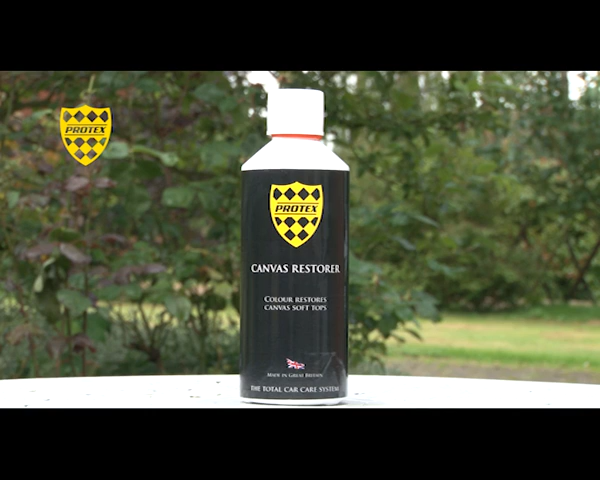 PROTEX
PROTEX
CANVAS RESTORER
COLOUR RESTORES
CANVAS SOFT TOPS
MADE IN GREAT BRITAIN
THE TOTAL CAR CARE SYSTEM